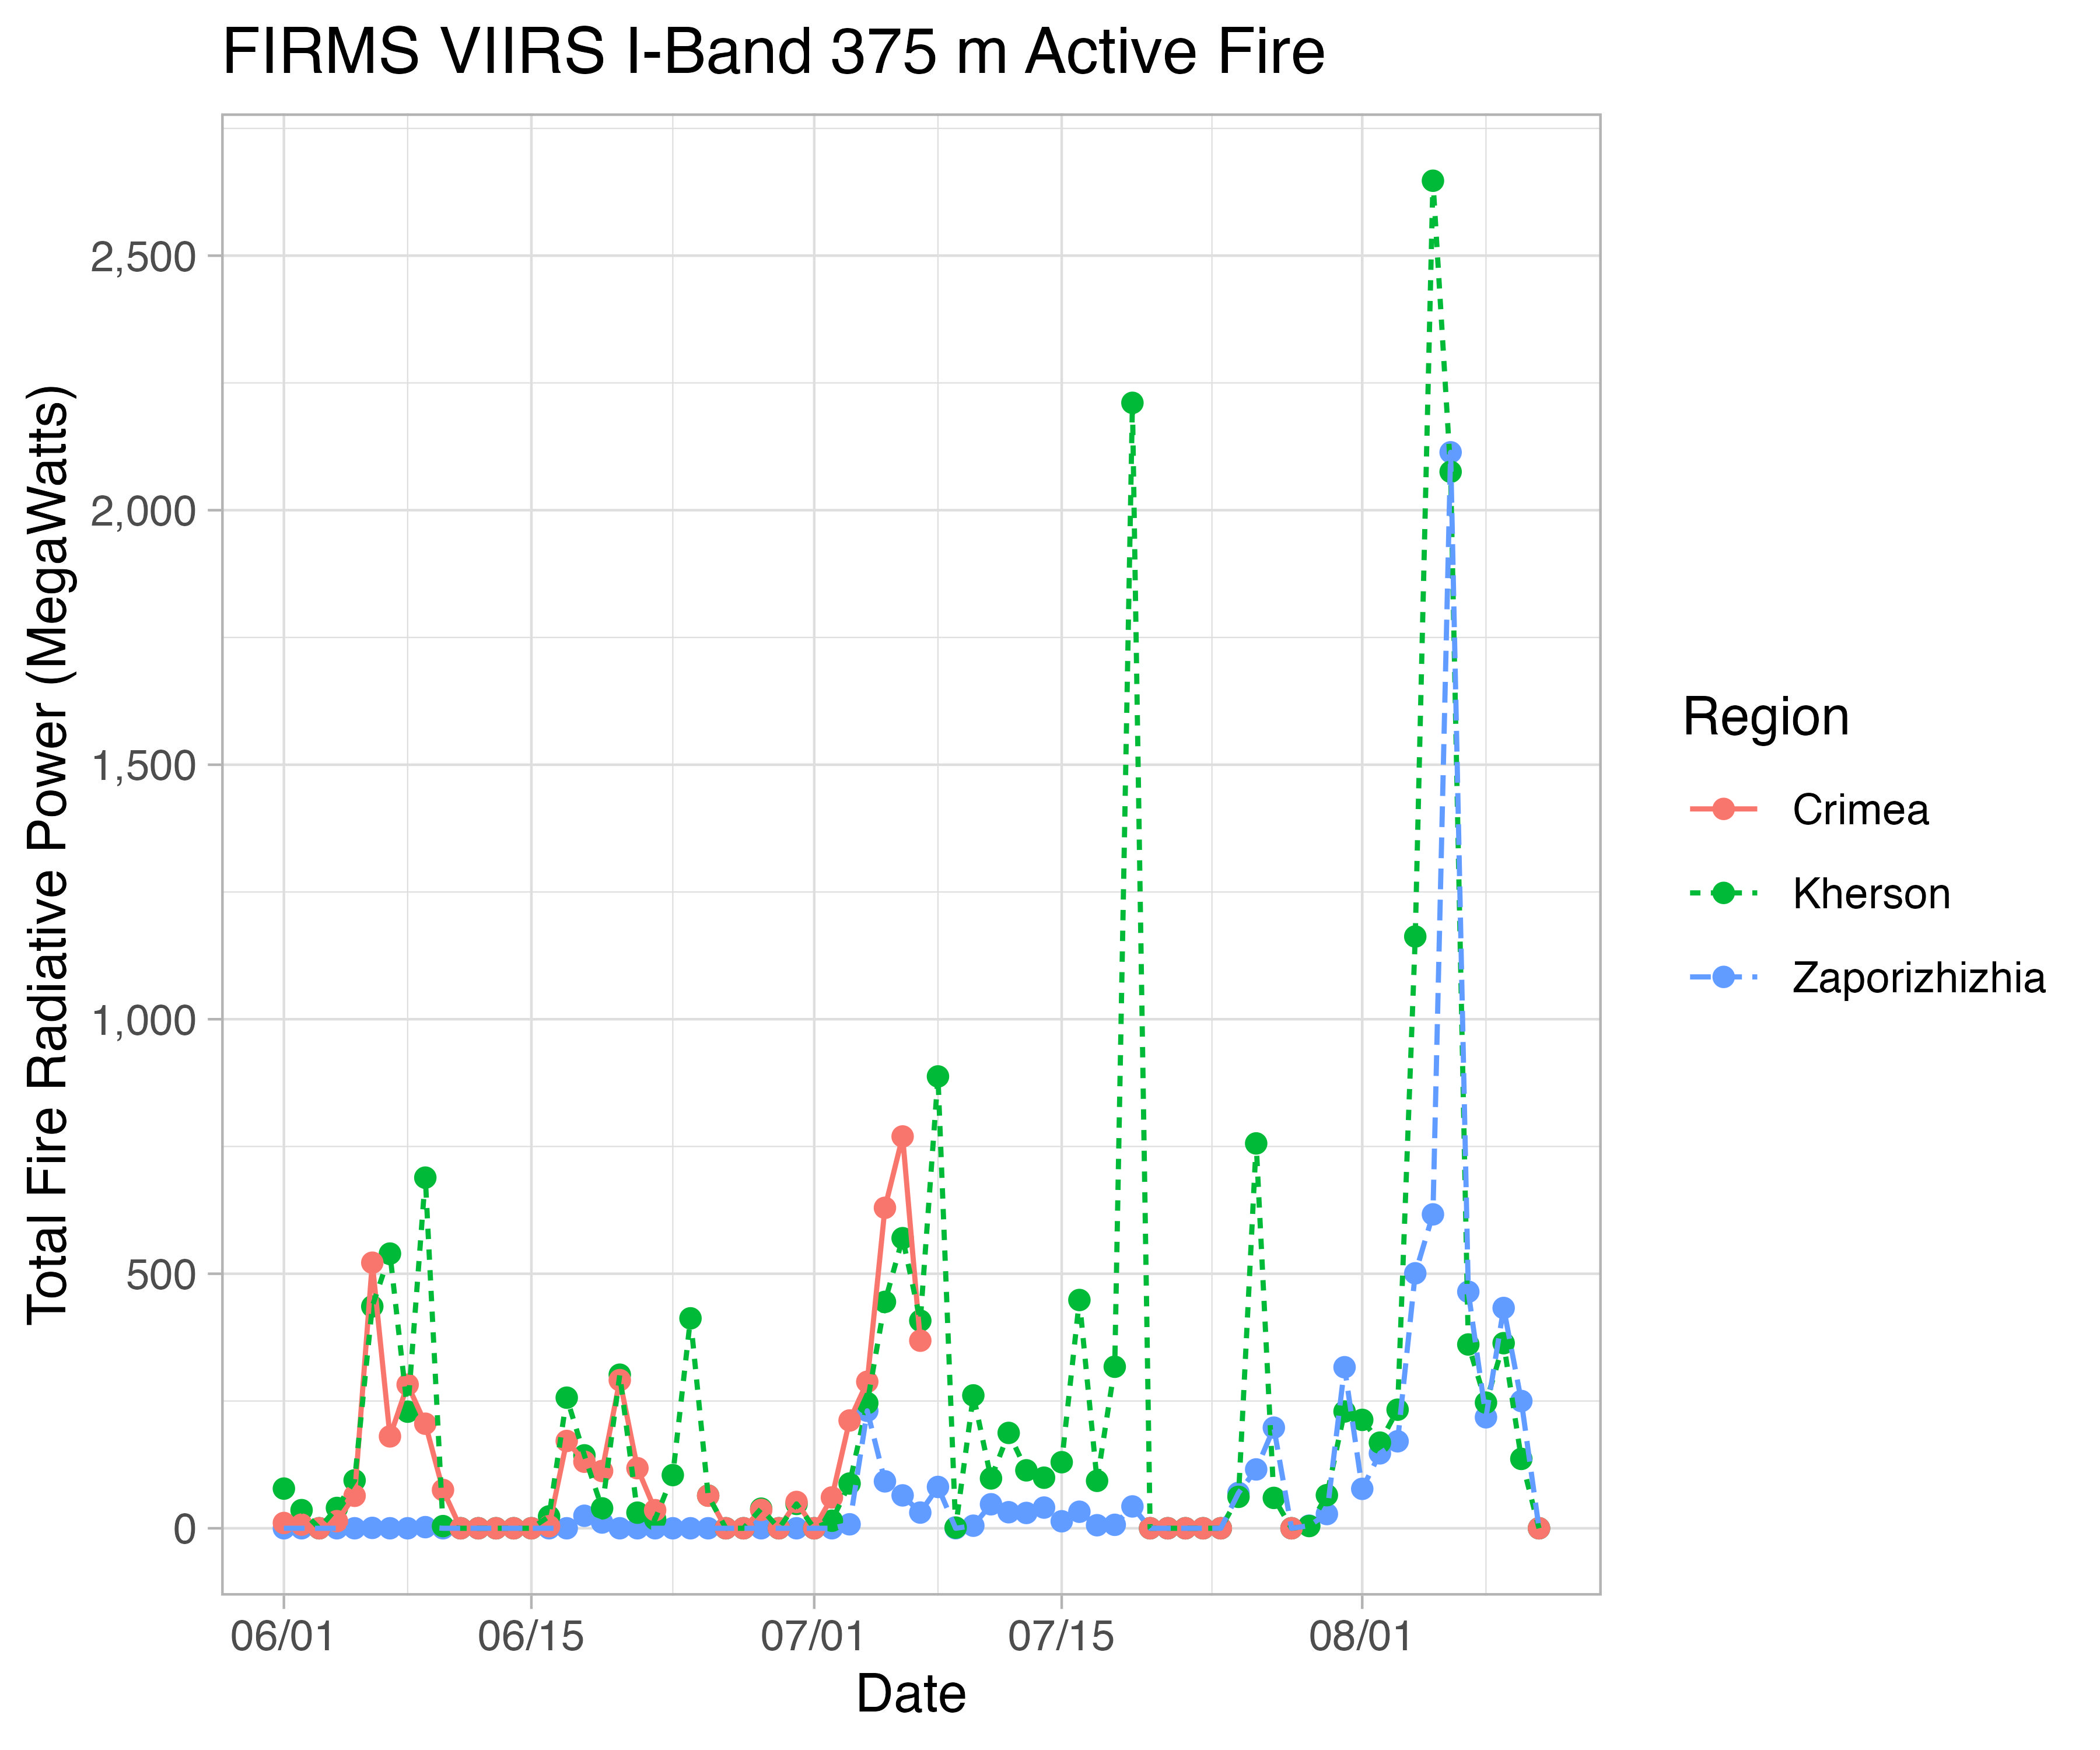 FIRMS VIIRS I-Band 375 m Active Fire
Total Fire Radiative Power (MegaWatts)
2,500
2,000
1,500
1,000
500
0
06/01
06/15
07/01
07/15
08/01
Date
Region
Crimea
Kherson
Zaporizhizhia